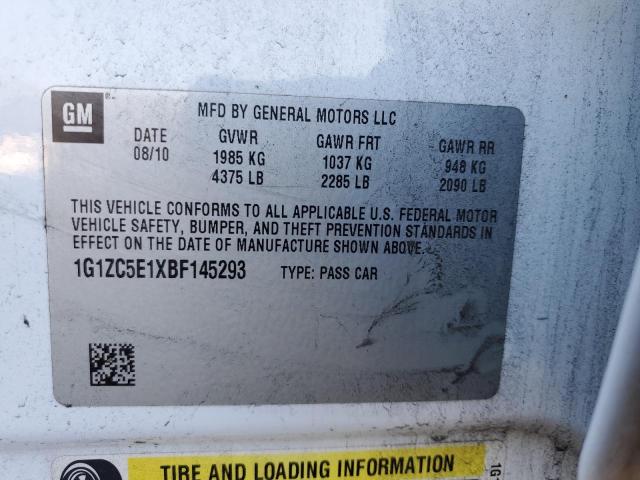 GM
MFD BY GENERAL MOTORS LLC
DATE GVWR GAWR FRT GAWR RR
08/10 1985 KG 1037 KG 948 KG
4375 LB 2285 LB 2090 LB
THIS VEHICLE CONFORMS TO ALL APPLICABLE U.S. FEDERAL MOTOR
VEHICLE SAFETY, BUMPER, AND THEFT PREVENTION STANDARDS IN
EFFECT ON THE DATE OF MANUFACTURE SHOWN ABOVE.
1G1ZC5E1XBF145293 TYPE: PASS CAR
TIRE AND LOADING INFORMATION
1G